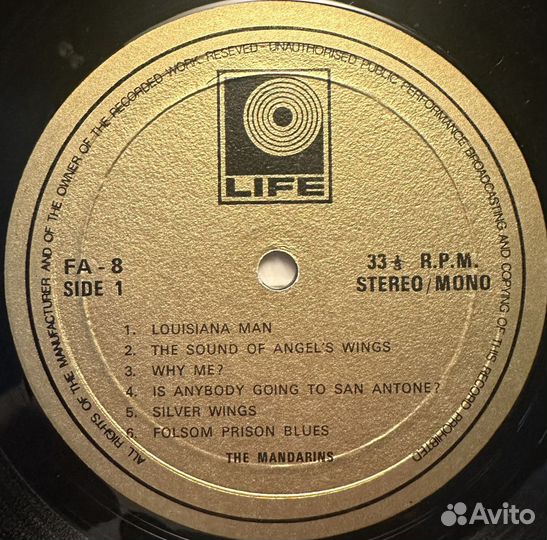 ALL RIGHTS OF THE MANUFACTURER AND OF THE OWNER OF THE RECORDED WORK RESEVED - UNAUTHORISED PUBLIC PERFORMANCE BROADCASTING AND COPYING OF THIS RECORD PROHIBITED
LIFE
FA - 8
SIDE 1
33 1/3 R.P.M.
STEREO/MONO
1. LOUISIANA MAN
2. THE SOUND OF ANGEL'S WINGS
3. WHY ME?
4. IS ANYBODY GOING TO SAN ANTONE?
5. SILVER WINGS
6. FOLSOM PRISON BLUES
THE MANDARINS
Avito